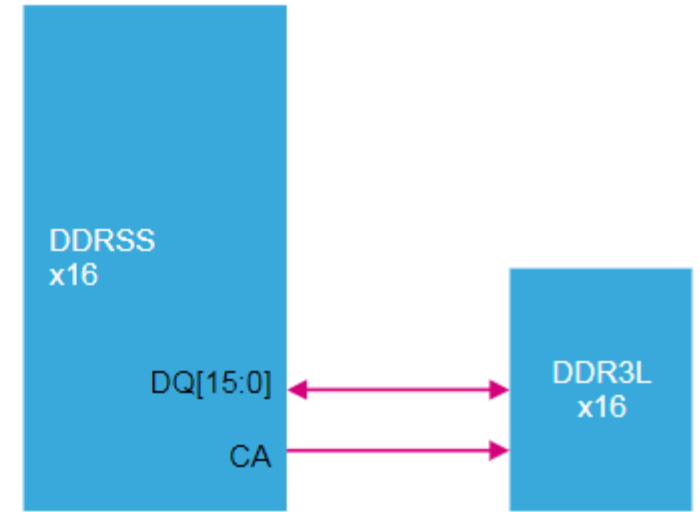 DDRSS
x16
DQ[15:0]
CA
DDR3L
x16